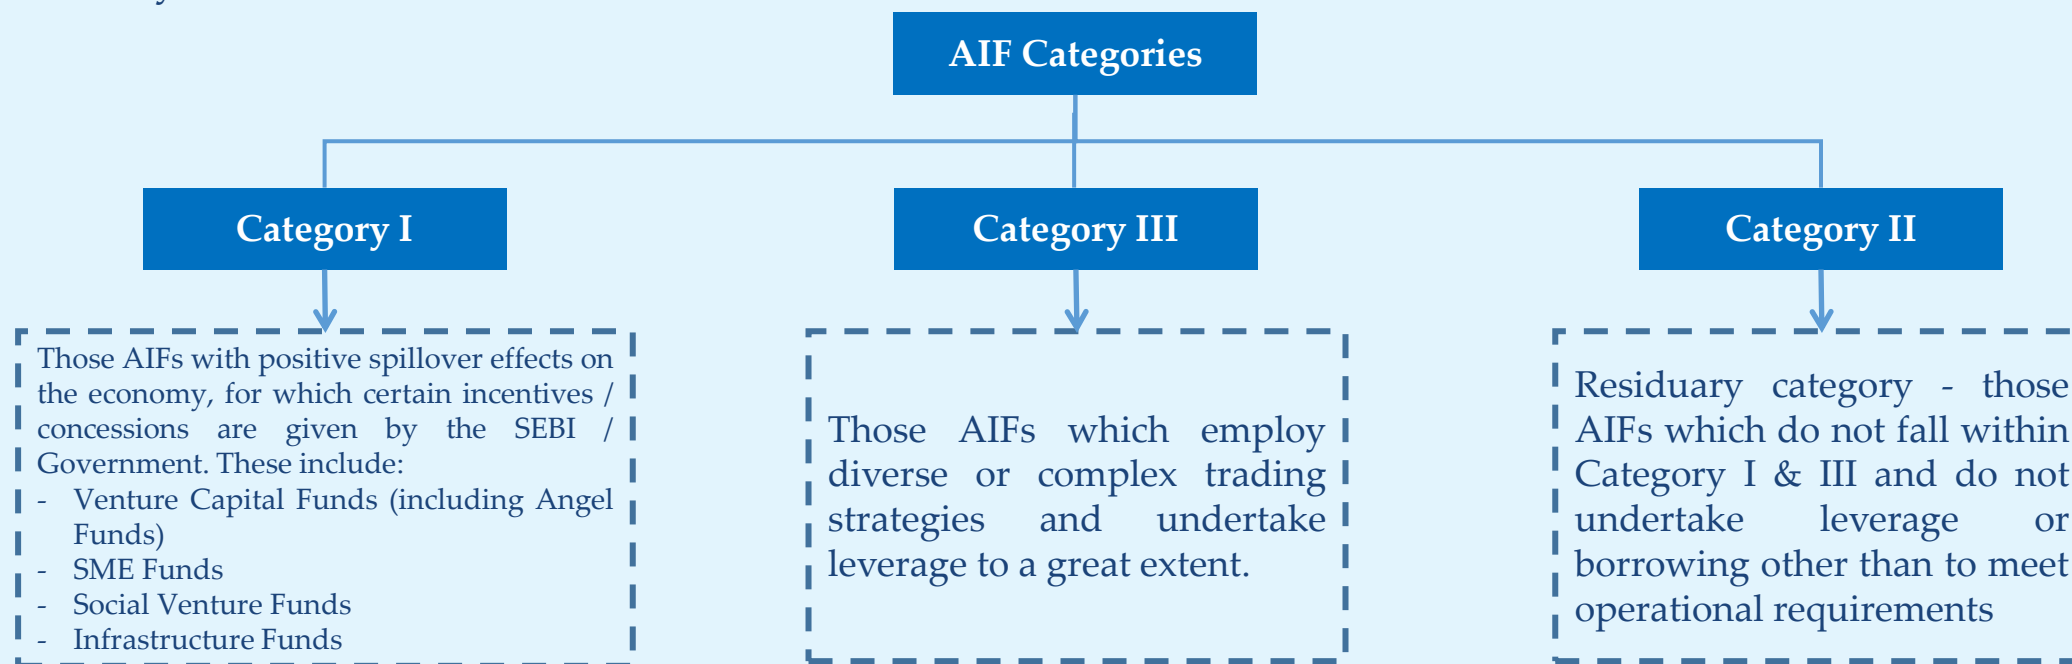 AIF Categories
Category I
Category III
Category II
Those AIFs with positive spillover effects on
the economy, for which certain incentives /
concessions are given by the SEBI /
Government. These include:
- Venture Capital Funds (including Angel
Funds)
- SME Funds
- Social Venture Funds
- Infrastructure Funds
Those AIFs which employ
diverse or complex trading
strategies and undertake
leverage to a great extent.
Residuary category - those
AIFs which do not fall within
Category I & III and do not
undertake leverage or
borrowing other than to meet
operational requirements